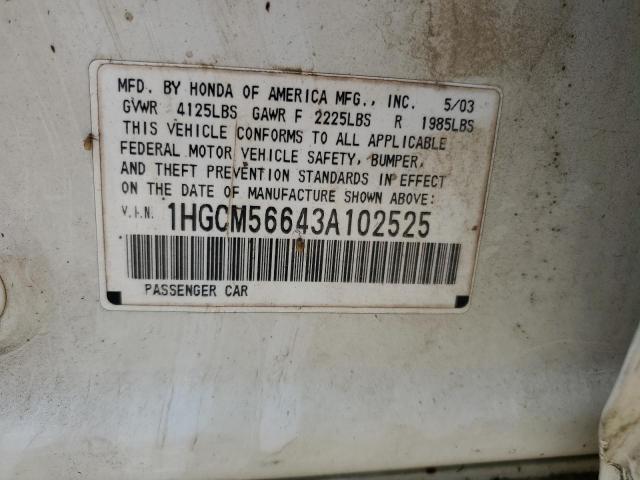 MFD. BY HONDA OF AMERICA MFG., INC. 5/03
GVWR 4125LBS GAWR F 2225LBS R 1985LBS
THIS VEHICLE CONFORMS TO ALL APPLICABLE
FEDERAL MOTOR VEHICLE SAFETY, BUMPER,
AND THEFT PREVENTION STANDARDS IN EFFECT
ON THE DATE OF MANUFACTURE SHOWN ABOVE:
V.I.N. 1HGCM56643A102525
PASSENGER CAR